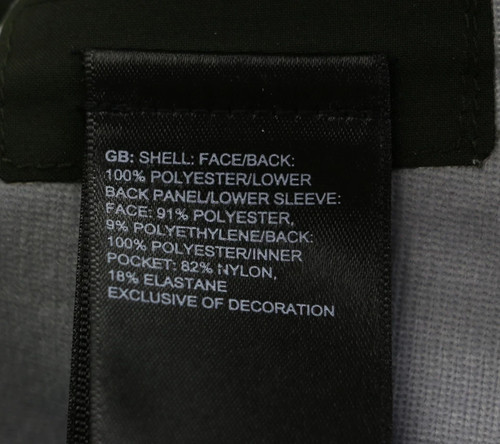 GB: SHELL: FACE/BACK:
100% POLYESTER/LOWER
BACK PANEL/LOWER SLEEVE:
FACE: 91% POLYESTER,
9% POLYETHYLENE/BACK:
100% POLYESTER/INNER
POCKET: 82% NYLON,
18% ELASTANE
EXCLUSIVE OF DECORATION